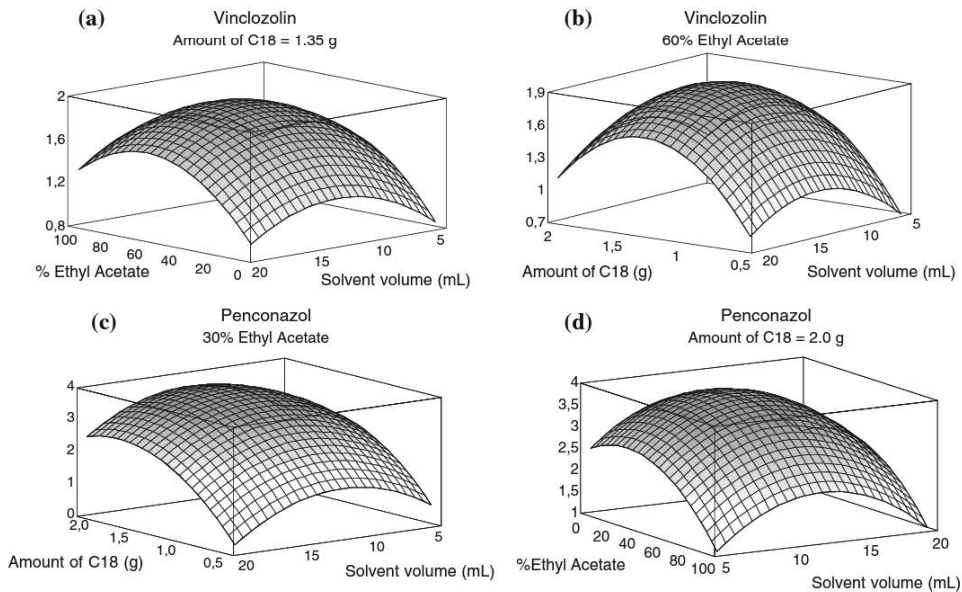 (a)
Vinclozolin
Amount of C18 = 1.35 g
2
1,6
1,2
0,8
100 80 60 40 20 0
% Ethyl Acetate
20 15 10 5
Solvent volume (mL)
(b)
Vinclozolin
60% Ethyl Acetate
1,9
1,6
1,3
1
0,7
2 1,5 1 0,5
Amount of C18 (g)
20 15 10 5
Solvent volume (mL)
(c)
Penconazol
30% Ethyl Acetate
4
3
2
1
0
2,0 1,5 1,0 0,5
Amount of C18 (g)
20 15 10 5
Solvent volume (mL)
(d)
Penconazol
Amount of C18 = 2.0 g
4
3,5
3
2,5
2
1,5
1
0 20 40 60 80 100
%Ethyl Acetate
5 10 15 20
Solvent volume (mL)